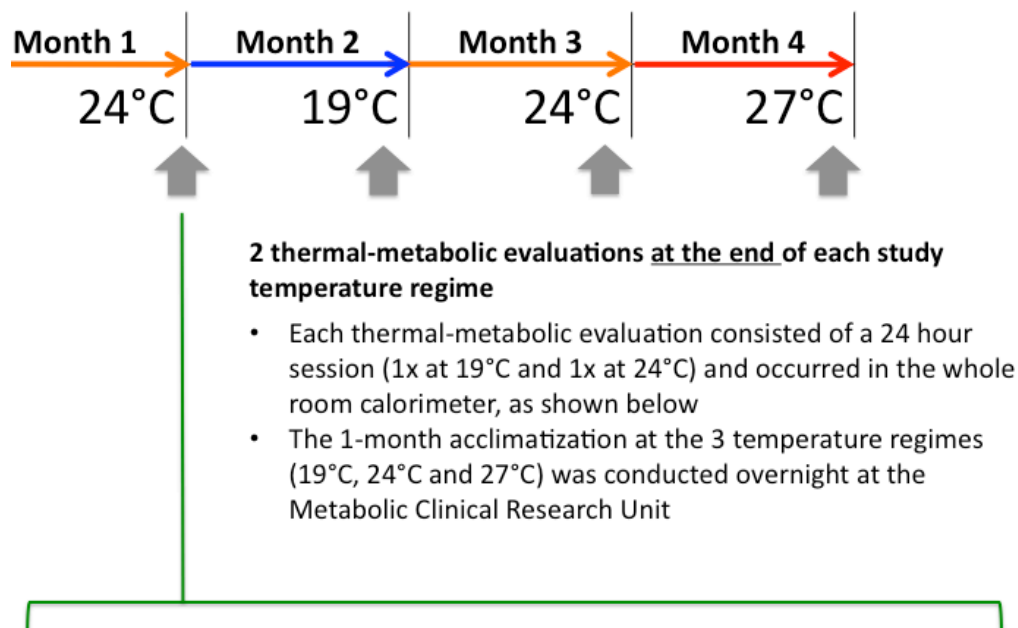 Month 1 Month 2 Month 3 Month 4
24°C 19°C 24°C 27°C
2 thermal-metabolic evaluations at the end of each study
temperature regime
• Each thermal-metabolic evaluation consisted of a 24 hour
session (1x at 19°C and 1x at 24°C) and occurred in the whole
room calorimeter, as shown below
• The 1-month acclimatization at the 3 temperature regimes
(19°C, 24°C and 27°C) was conducted overnight at the
Metabolic Clinical Research Unit